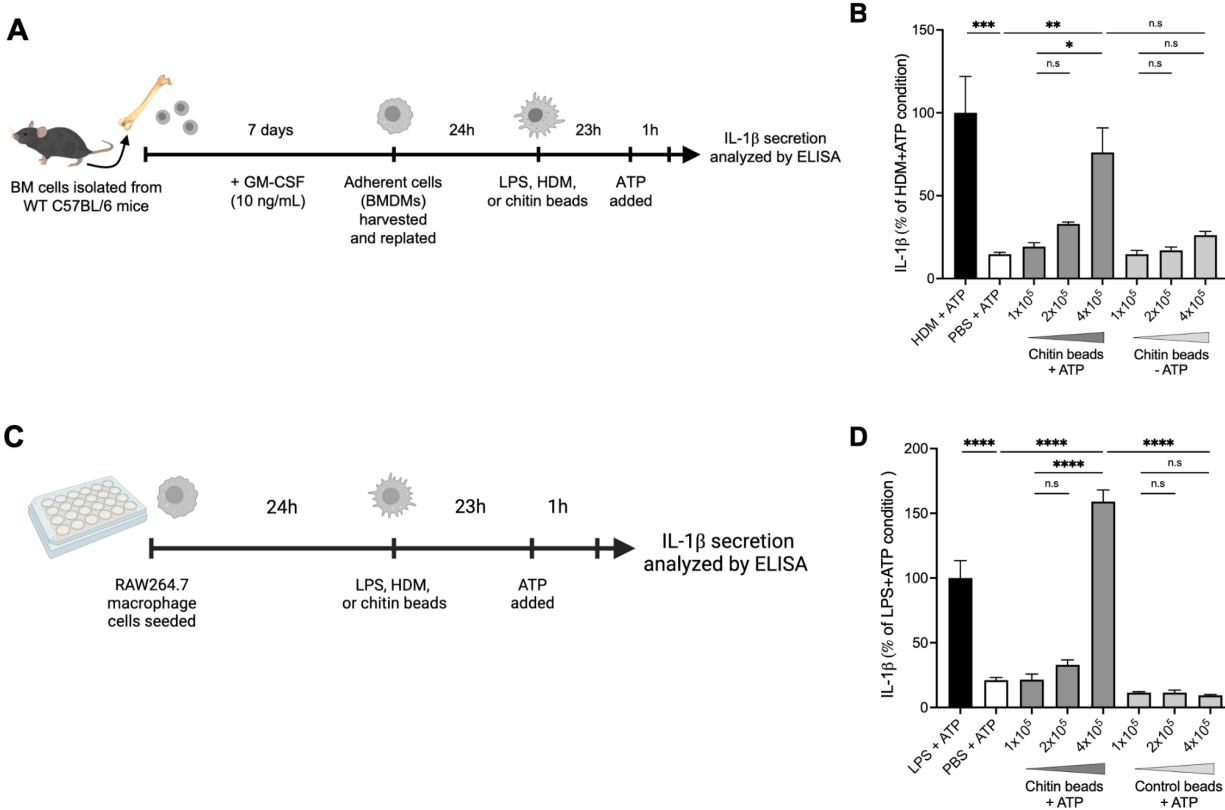 A
7 days
24h
23h
1h
IL-1β secretion
analyzed by ELISA
BM cells isolated from
WT C57BL/6 mice
+ GM-CSF
(10 ng/mL)
Adherent cells
(BMDMs)
harvested
and replated
LPS, HDM,
or chitin beads
ATP
added
B
IL-1β (% of HDM+ATP condition)
150
100
50
0
***
**
n.s
*
n.s
n.s
n.s
HDM + ATP
PBS + ATP
1x10⁵
2x10⁵
4x10⁵
1x10⁵
2x10⁵
4x10⁵
Chitin beads
+ ATP
Chitin beads
- ATP
C
24h
23h
1h
IL-1β secretion
analyzed by ELISA
RAW264.7
macrophage
cells seeded
LPS, HDM,
or chitin beads
ATP
added
D
IL-1β (% of LPS+ATP condition)
200
150
100
50
0
****
****
****
****
n.s
n.s
n.s
LPS + ATP
PBS + ATP
1x10⁵
2x10⁵
4x10⁵
1x10⁵
2x10⁵
4x10⁵
Chitin beads
+ ATP
Control beads
+ ATP